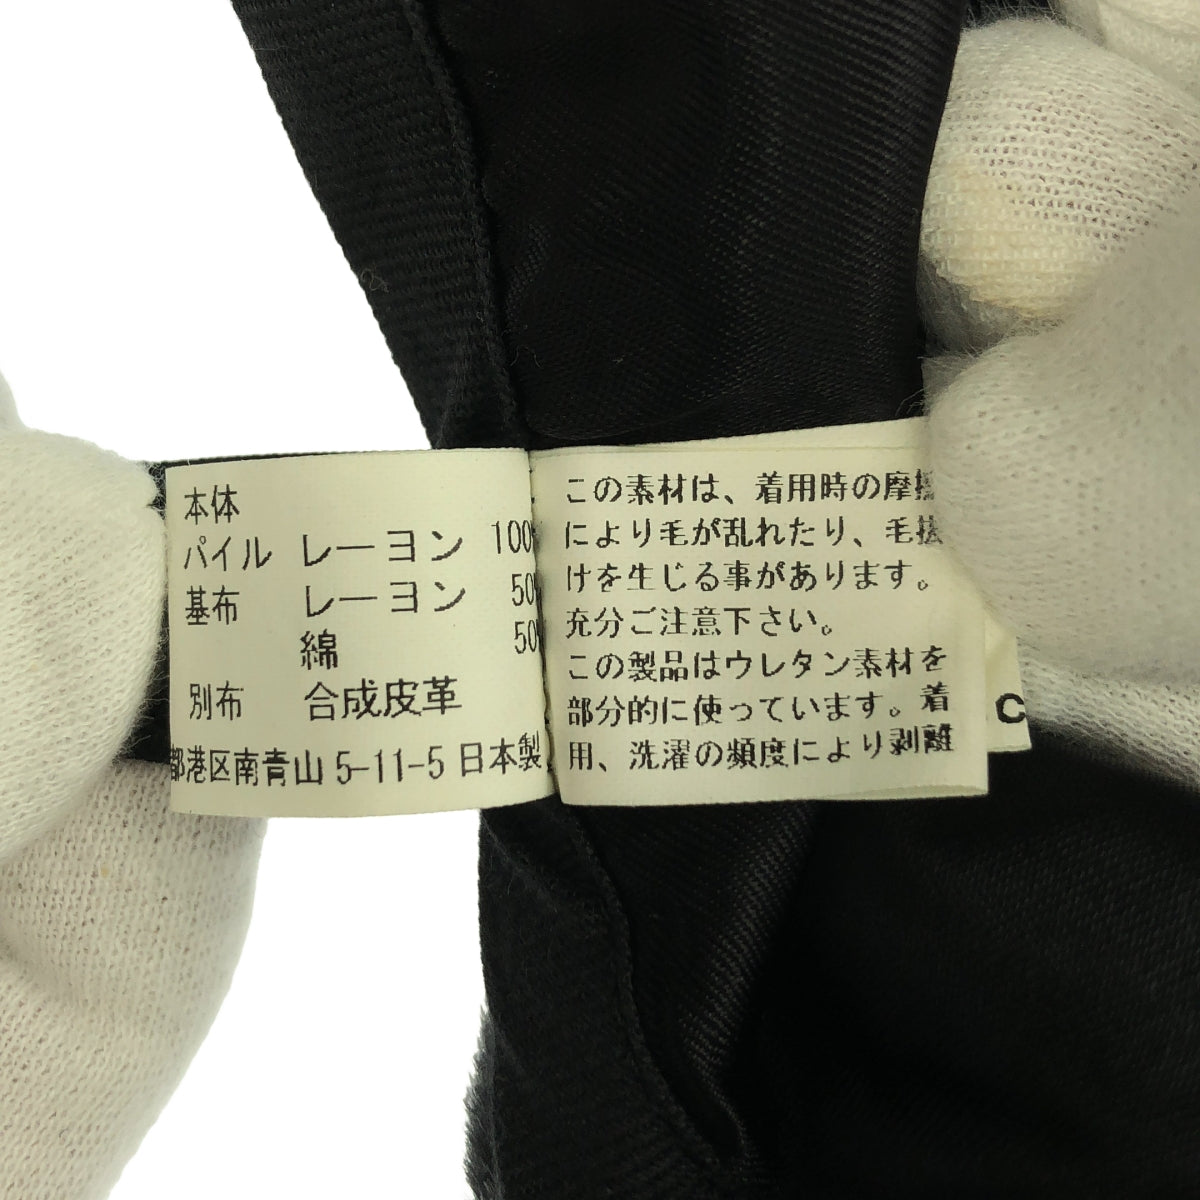 本体
パイル レーヨン 100%
基布 レーヨン 50%
綿 50%
別布 合成皮革
都港区南青山 5-11-5 日本製
この素材は、着用時の摩擦
により毛が乱れたり、毛抜
けを生じる事があります。
充分ご注意下さい。
この製品はウレタン素材を
部分的に使っています。着
用、洗濯の頻度により剥離
C